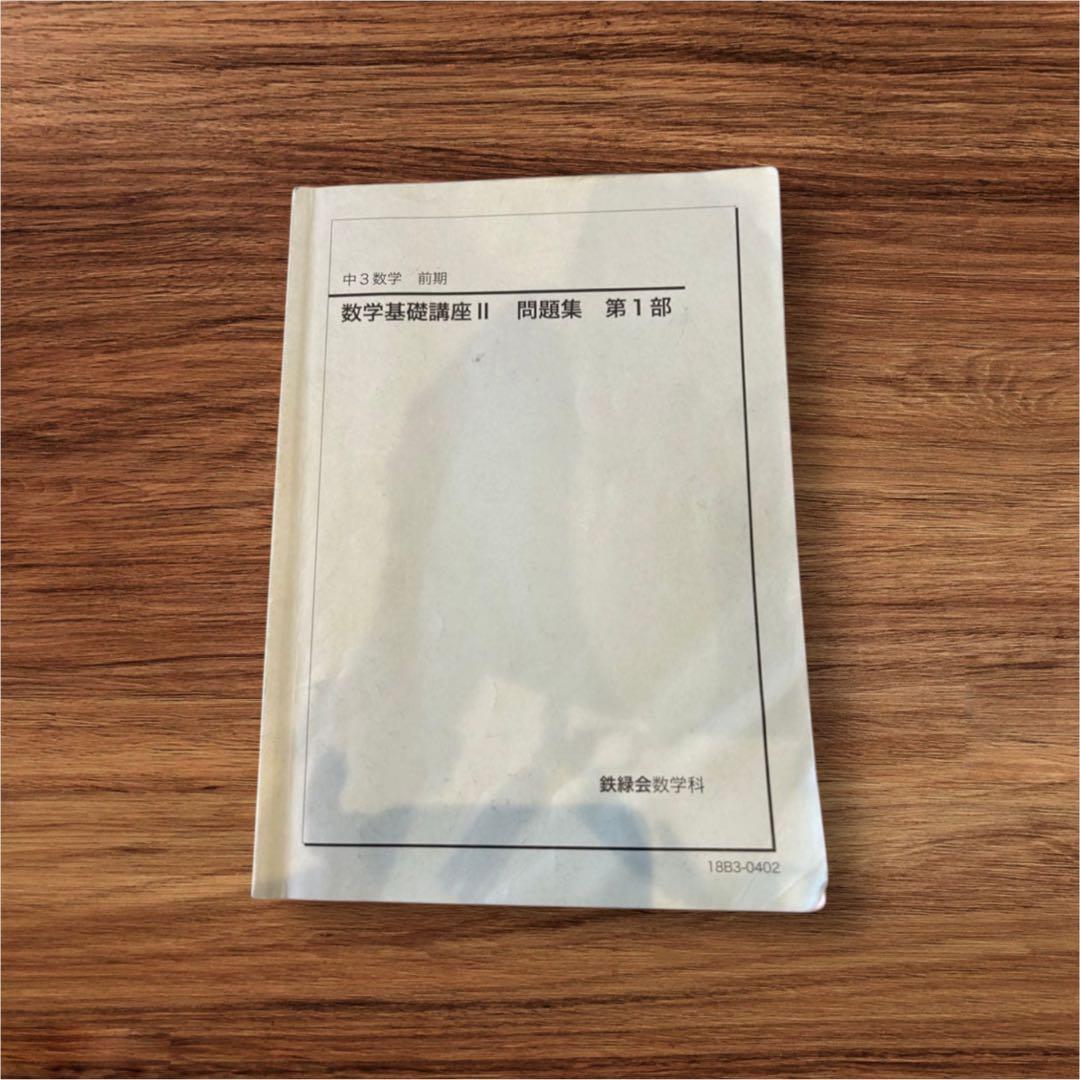 中3数学　前期
数学基礎講座Ⅱ　問題集　第1部
鉄緑会数学科
18B3-0402